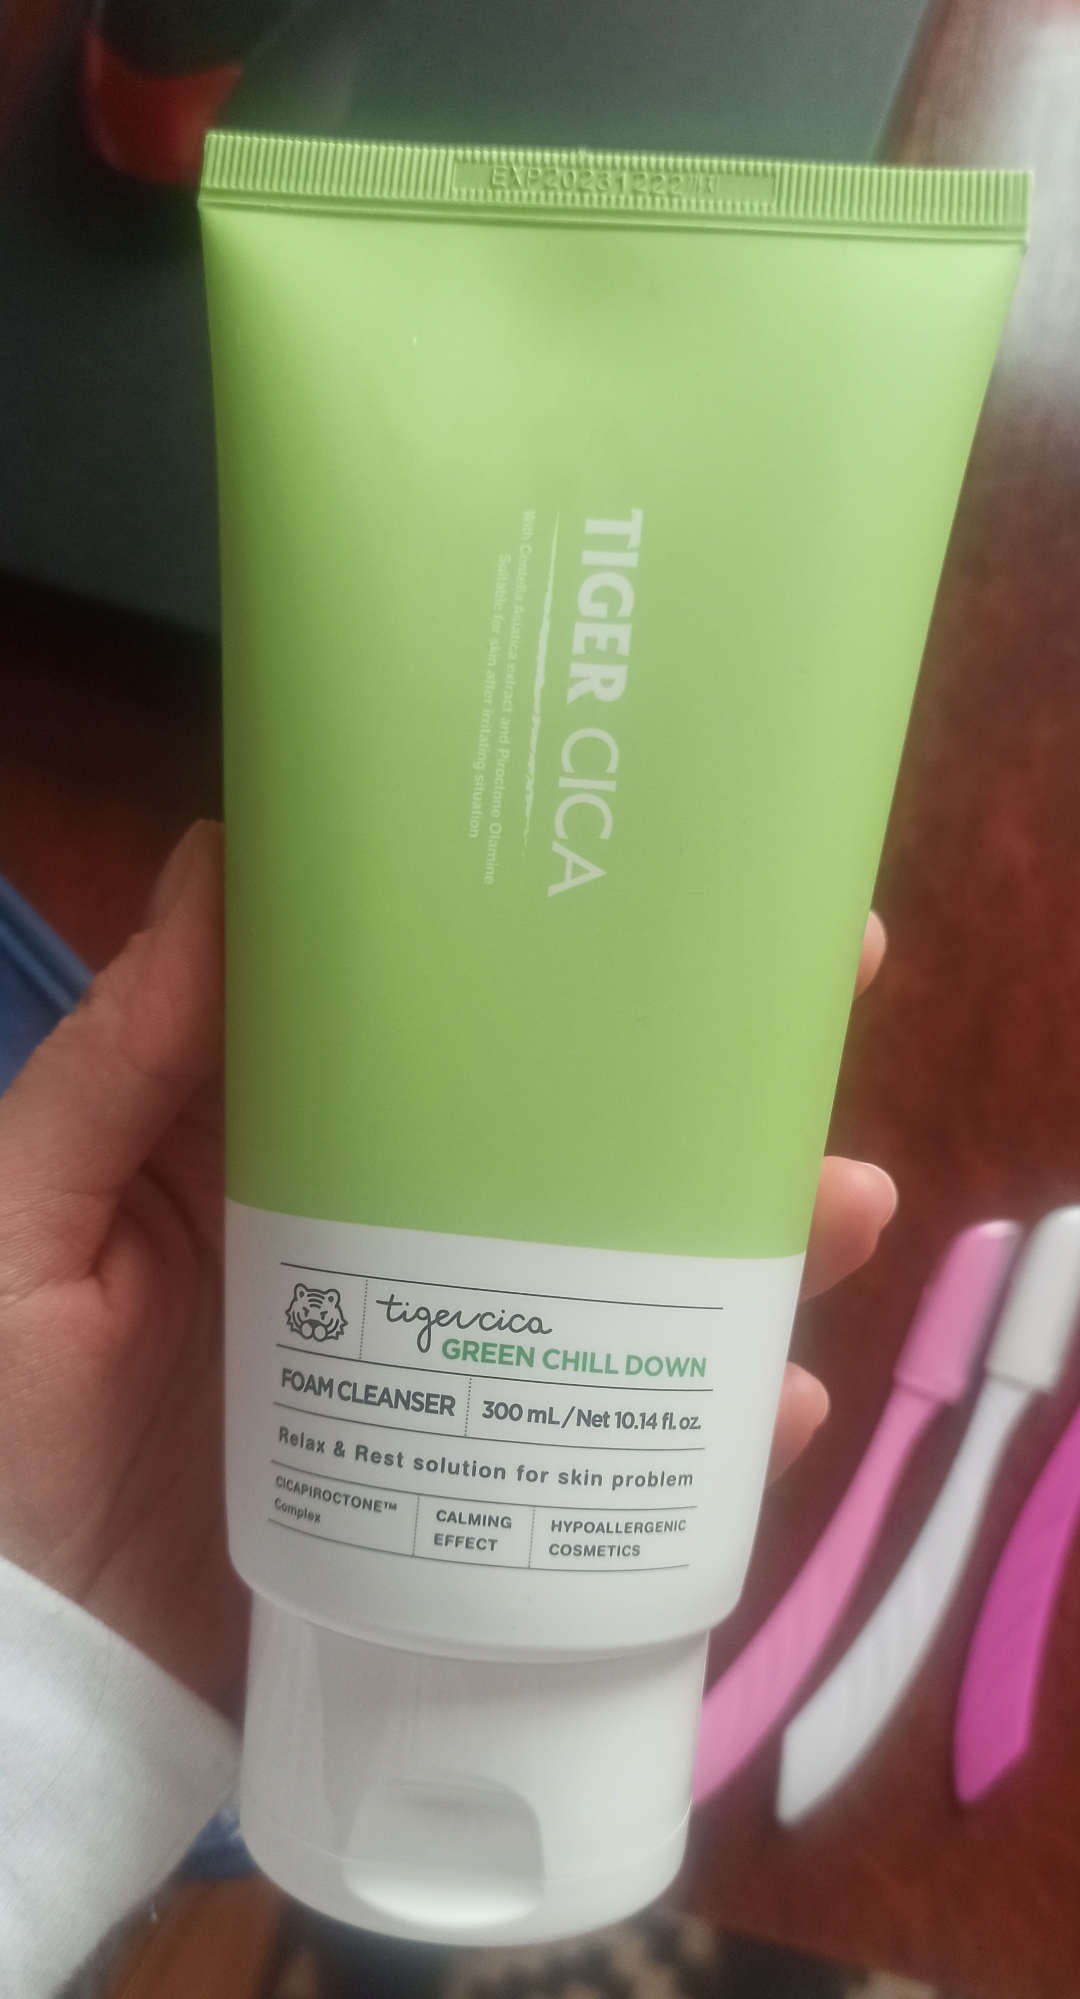 EXP20231222
TIGER CICA
With Centella Asiatica extract and Piroctone Olamine
Suitable for skin after irritating situation
tigercica
GREEN CHILL DOWN
FOAM CLEANSER
300 mL/Net 10.14 fl. oz.
Relax & Rest solution for skin problem
CICAPIROCTONE™
Complex
CALMING
EFFECT
HYPOALLERGENIC
COSMETICS